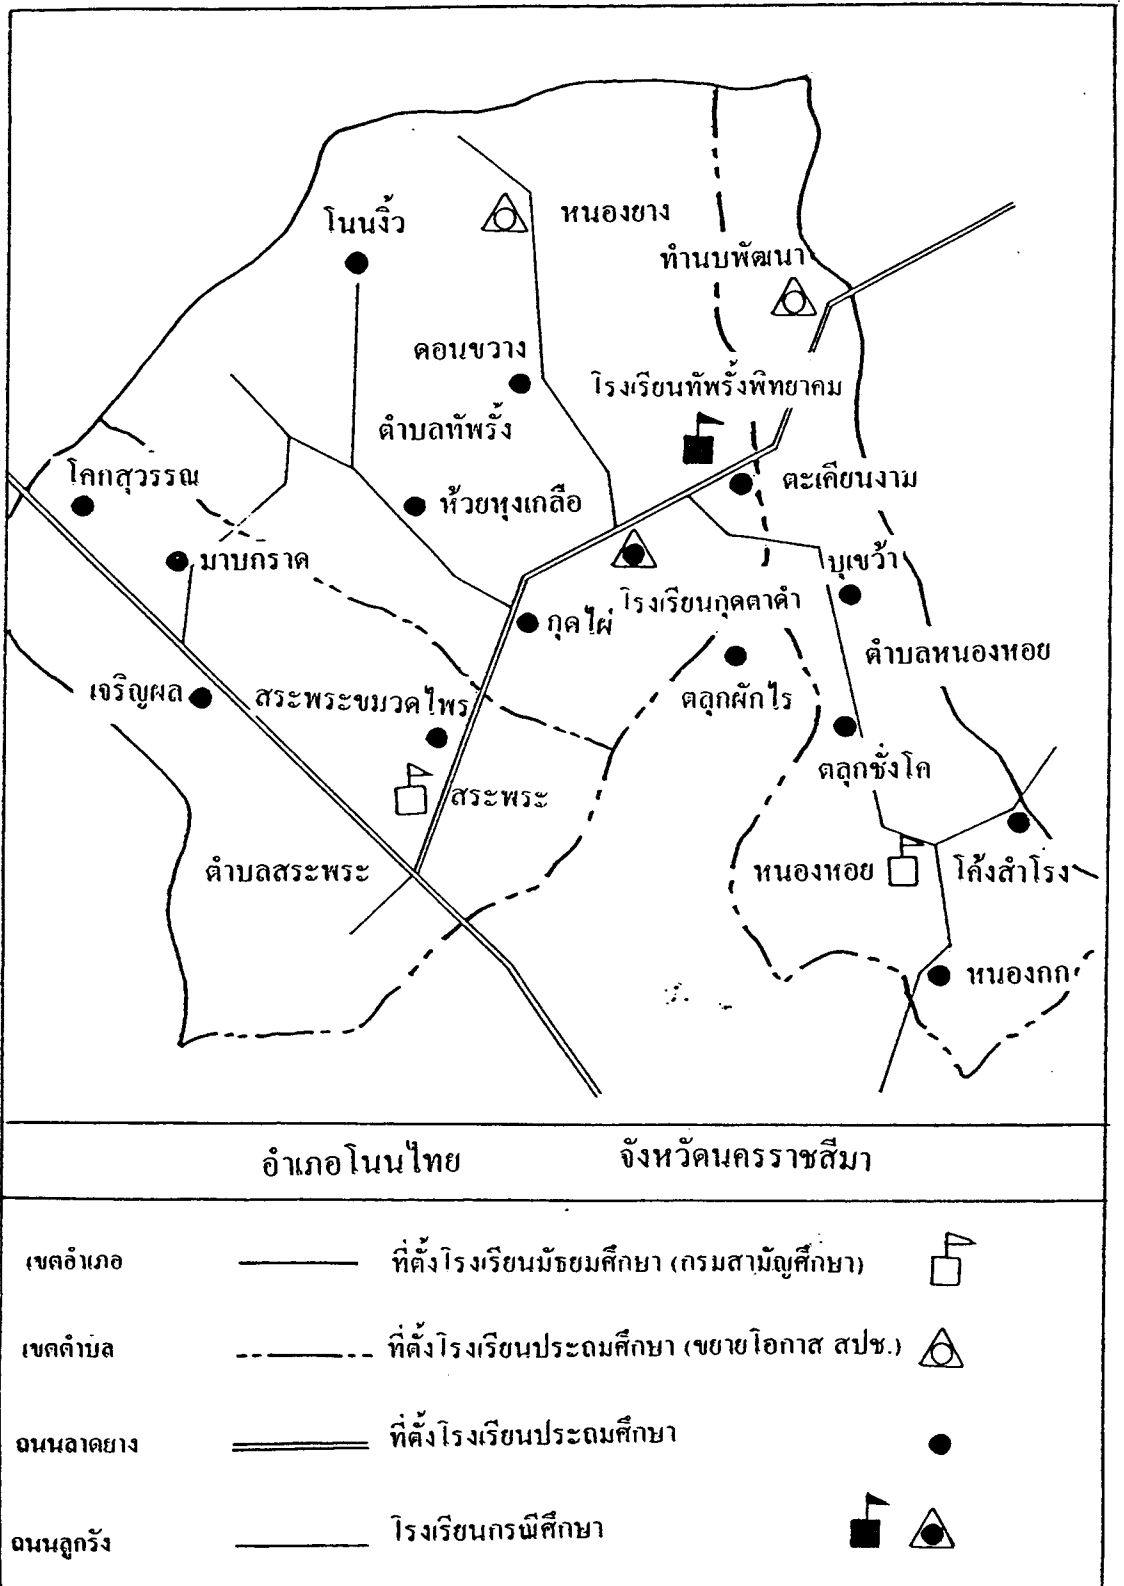 โนนงิ้ว
หนองยาง
ทำนบพัฒนา
ดอนขวาง
โรงเรียนทัพรั้งพิทยาคม
ตำบลทัพรั้ง
โคกสุวรรณ
ห้วยหุงเกลือ
ตะเคียนงาม
มาบกราด
บุเขว้า
โรงเรียนกุดตาดำ
กุดไผ่
ตำบลหนองหอย
เจริญผล
สระพระขมวดไพร
ตลุกผักไร
ตลุกชั่งโค
สระพระ
ตำบลสระพระ
หนองหอย
โค้งสำโรง
หนองกก
อำเภอโนนไทย จังหวัดนครราชสีมา
เขตอำเภอ ที่ตั้งโรงเรียนมัธยมศึกษา (กรมสามัญศึกษา)
เขตตำบล ที่ตั้งโรงเรียนประถมศึกษา (ขยายโอกาส สปช.)
ถนนลาดยาง ที่ตั้งโรงเรียนประถมศึกษา
ถนนลูกรัง โรงเรียนกรณีศึกษา